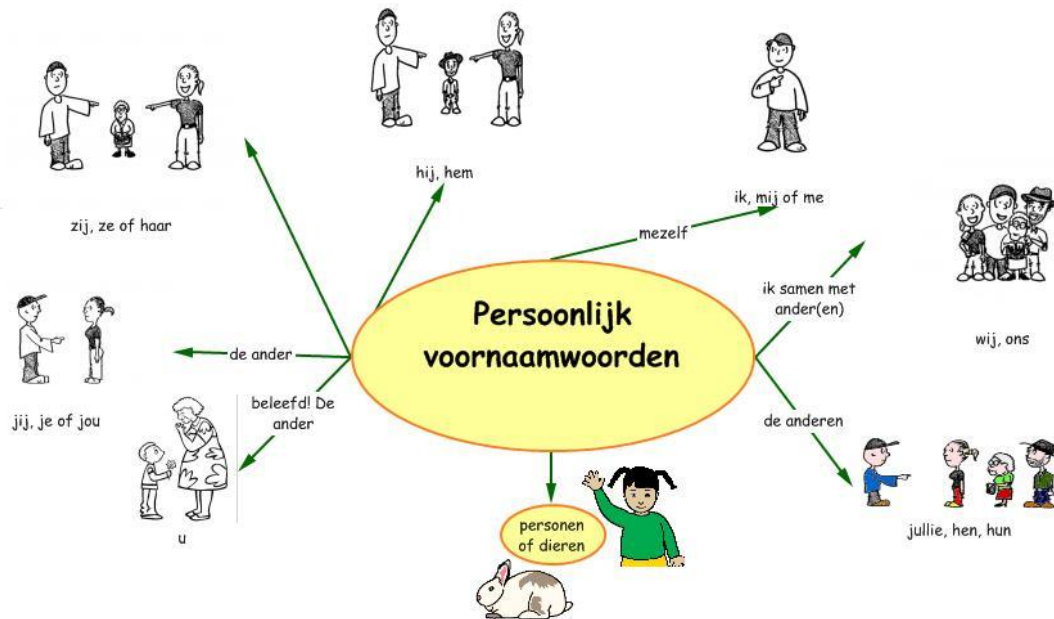 hij, hem
zij, ze of haar
ik, mij of me
mezelf
Persoonlijk
voornaamwoorden
ik samen met
ander(en)
wij, ons
de ander
jij, je of jou
beleefd! De
ander
u
de anderen
jullie, hen, hun
personen
of dieren